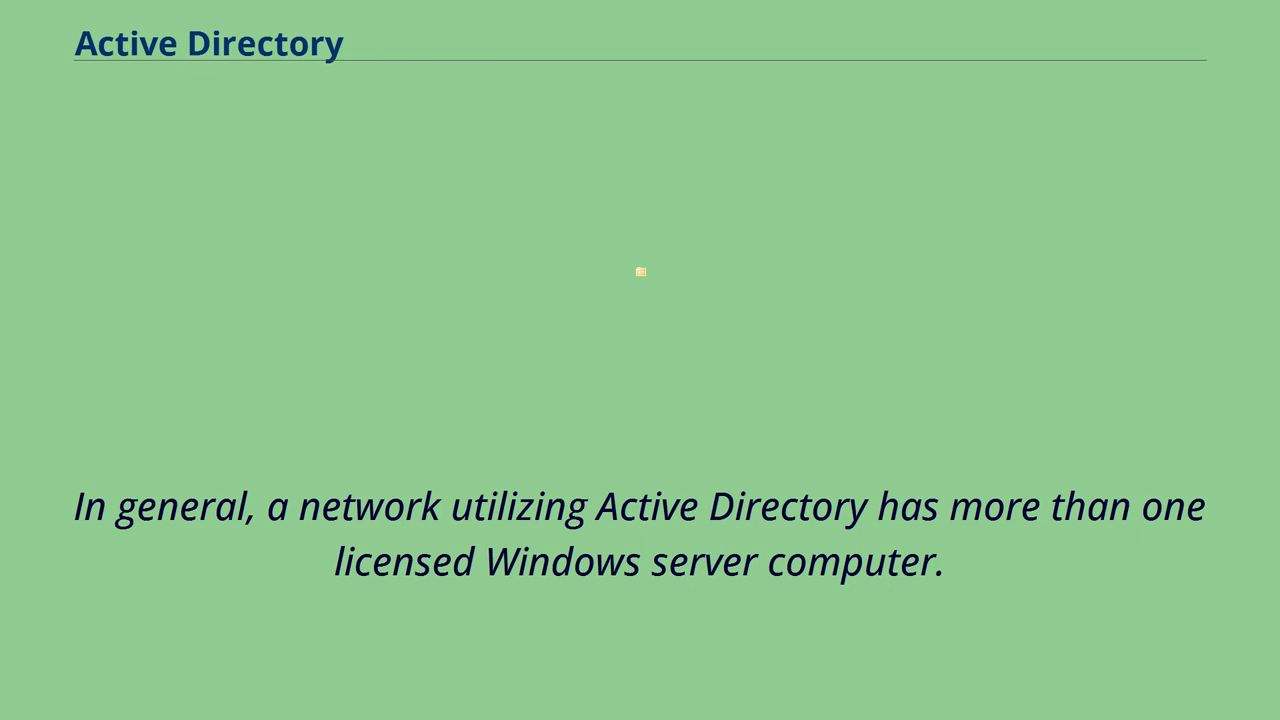 Active Directory
In general, a network utilizing Active Directory has more than one
licensed Windows server computer.